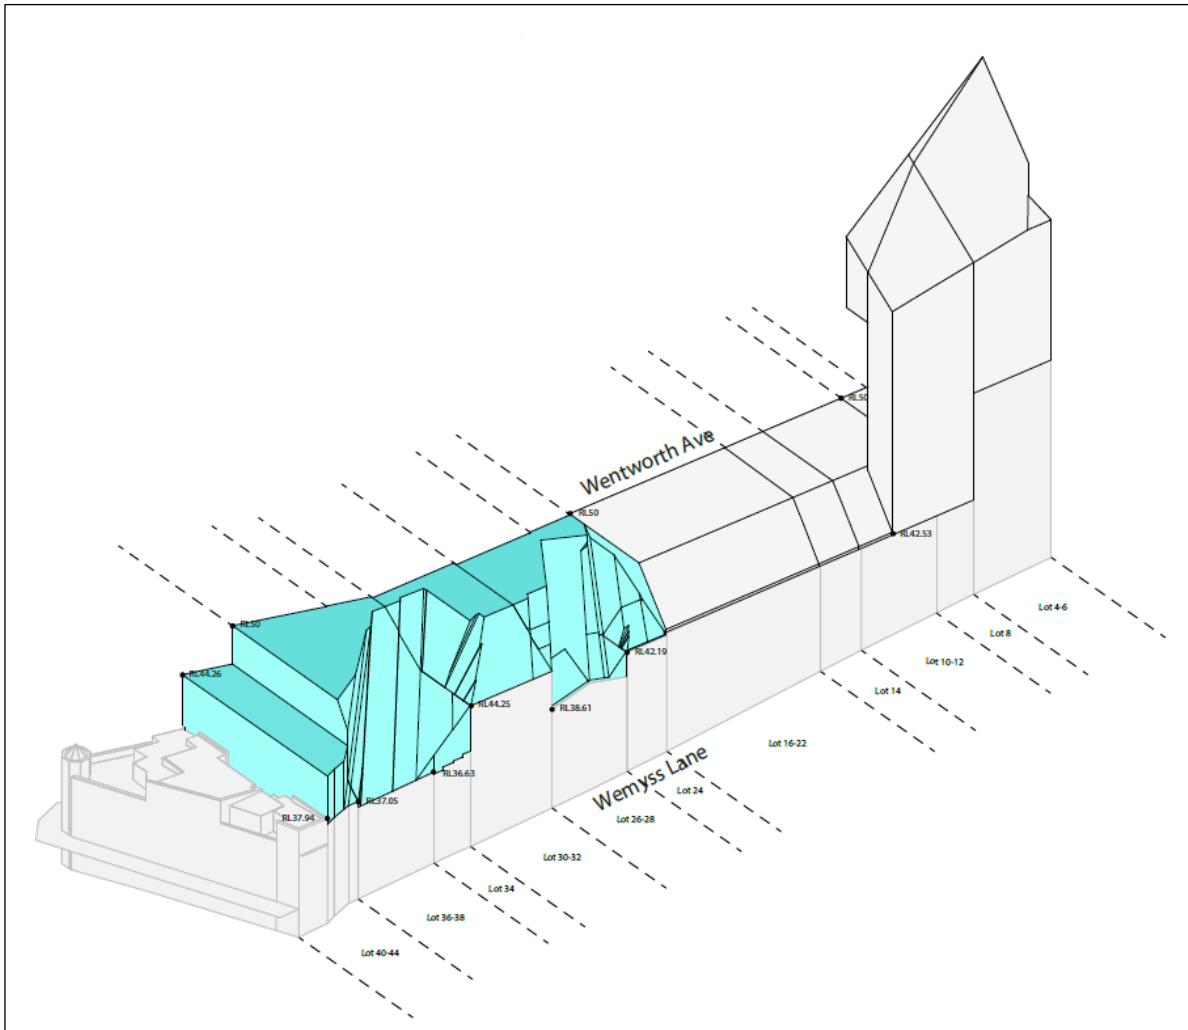 RL50
Wentworth Ave
RL50
RL42.53
RL50
RL42.19
RL44.26
RL44.25
RL38.61
RL36.63
RL37.05
RL37.94
Wemyss Lane
Lot 4-6
Lot 8
Lot 10-12
Lot 14
Lot 16-22
Lot 24
Lot 26-28
Lot 30-32
Lot 34
Lot 36-38
Lot 40-44